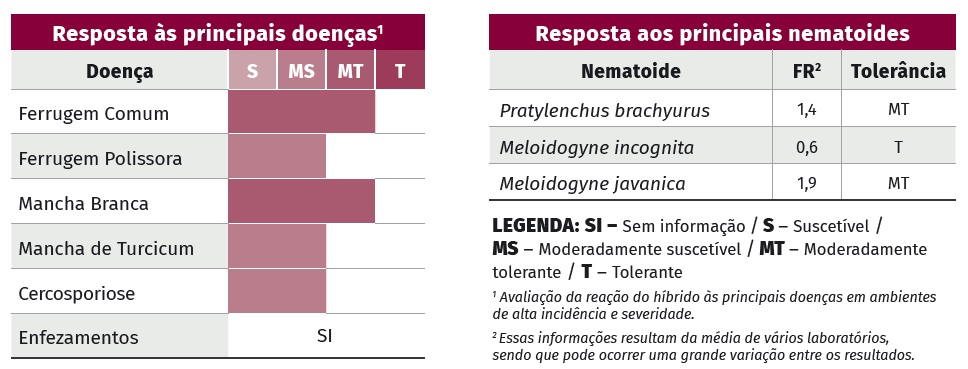 Resposta às principais doenças¹
Doença S MS MT T
Ferrugem Comum
Ferrugem Polissora
Mancha Branca
Mancha de Turcicum
Cercosporiose
Enfezamentos SI
Resposta aos principais nematoides
Nematoide FR² Tolerância
Pratylenchus brachyurus 1,4 MT
Meloidogyne incognita 0,6 T
Meloidogyne javanica 1,9 MT
LEGENDA: SI – Sem informação / S – Suscetível /
MS – Moderadamente suscetível / MT – Moderadamente
tolerante / T – Tolerante
¹ Avaliação da reação do híbrido às principais doenças em ambientes
de alta incidência e severidade.
² Essas informações resultam da média de vários laboratórios,
sendo que pode ocorrer uma grande variação entre os resultados.